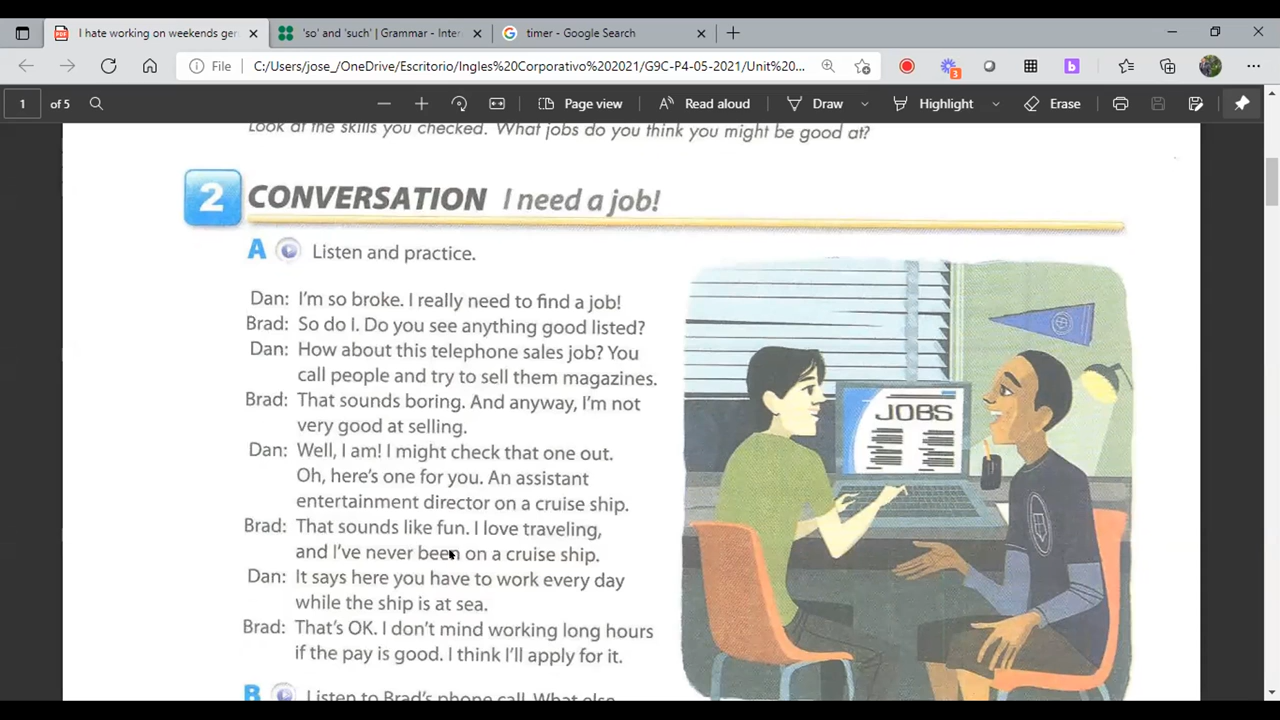 I hate working on weekends ger
'so' and 'such' | Grammar - Inter
timer - Google Search
File
C:/Users/jose_/OneDrive/Escritorio/Ingles%20Corporativo%202021/G9C-P4-05-2021/Unit%20...
3
b
1 of 5
Page view
Read aloud
Draw
Highlight
Erase
Look at the skills you checked. What jobs do you think you might be good at?
2 CONVERSATION I need a job!
A Listen and practice.
Dan: I'm so broke. I really need to find a job!
Brad: So do I. Do you see anything good listed?
Dan: How about this telephone sales job? You
call people and try to sell them magazines.
Brad: That sounds boring. And anyway, I'm not
very good at selling.
Dan: Well, I am! I might check that one out.
Oh, here's one for you. An assistant
entertainment director on a cruise ship.
Brad: That sounds like fun. I love traveling,
and I've never been on a cruise ship.
Dan: It says here you have to work every day
while the ship is at sea.
Brad: That's OK. I don't mind working long hours
if the pay is good. I think I'll apply for it.
JOBS
B Listen to Brad's phone call. What else